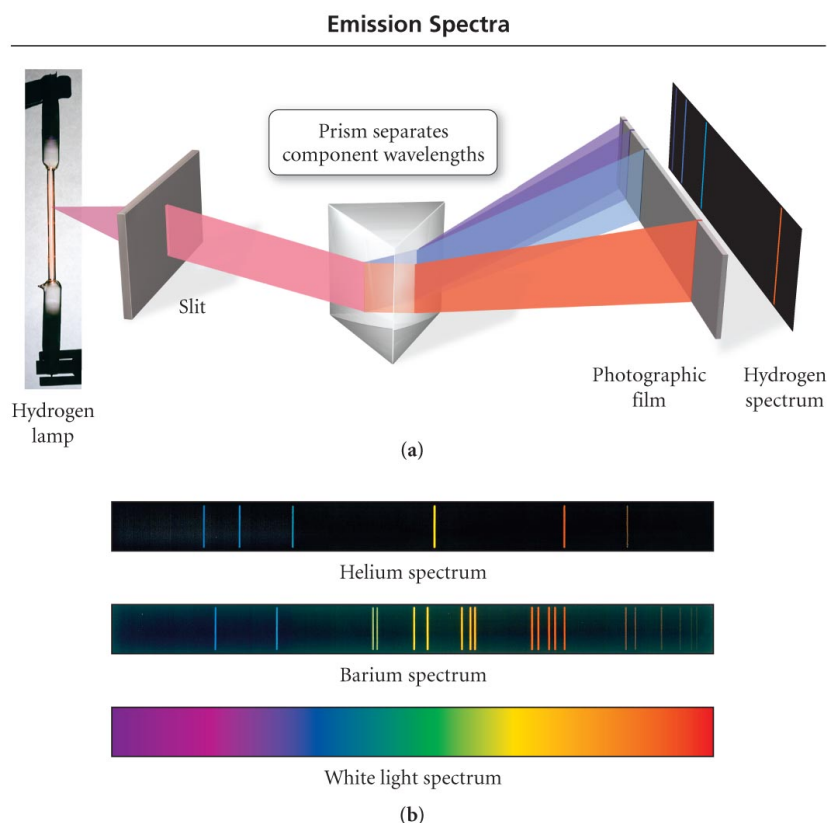 Emission Spectra
Prism separates
component wavelengths
Slit
Hydrogen
lamp
Photographic
film
Hydrogen
spectrum
(a)
Helium spectrum
Barium spectrum
White light spectrum
(b)